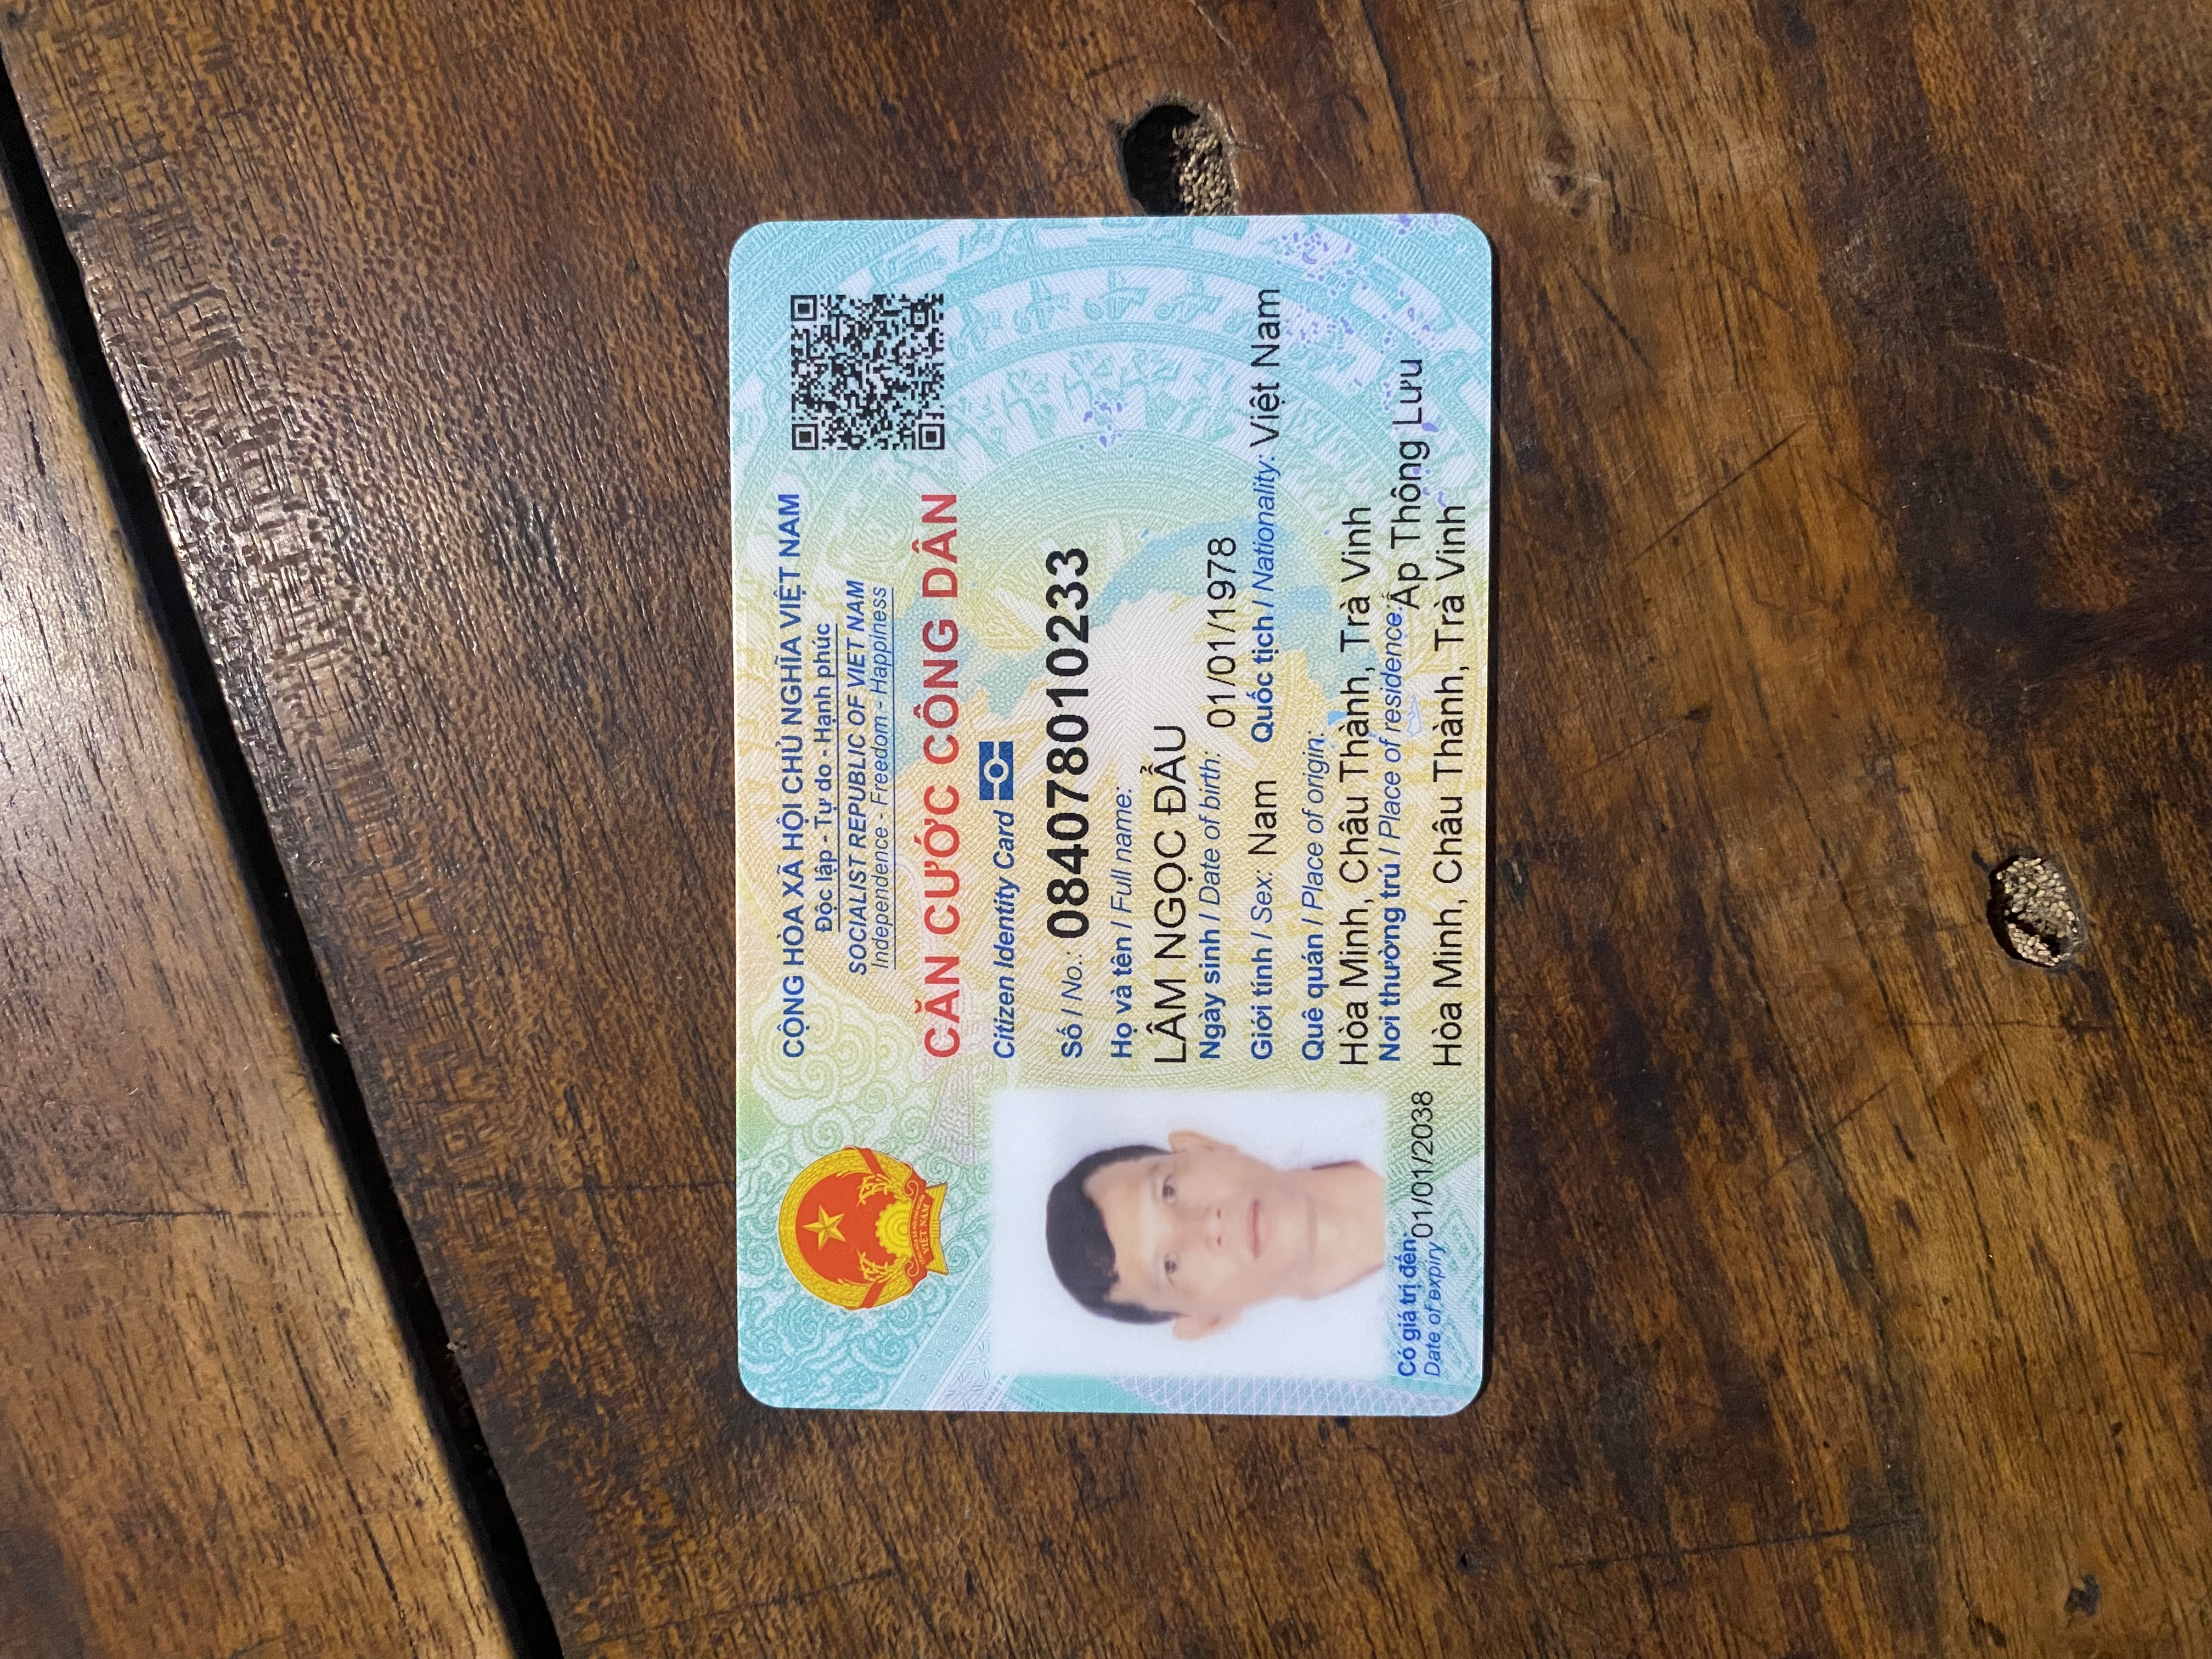 CỘNG HÒA XÃ HỘI CHỦ NGHĨA VIỆT NAM
Độc lập - Tự do - Hạnh phúc
SOCIALIST REPUBLIC OF VIET NAM
Independence - Freedom - Happiness
CĂN CƯỚC CÔNG DÂN
Citizen Identity Card
Số / No.: 084078010233
Họ và tên / Full name:
LÂM NGỌC ĐẨU
Ngày sinh / Date of birth: 01/01/1978
Giới tính / Sex: Nam Quốc tịch / Nationality: Việt Nam
Quê quán / Place of origin:
Hòa Minh, Châu Thành, Trà Vinh
Nơi thường trú / Place of residence: Ấp Thông Lưu
Hòa Minh, Châu Thành, Trà Vinh
Có giá trị đến: 01/01/2038
Date of expiry
VIỆT NAM